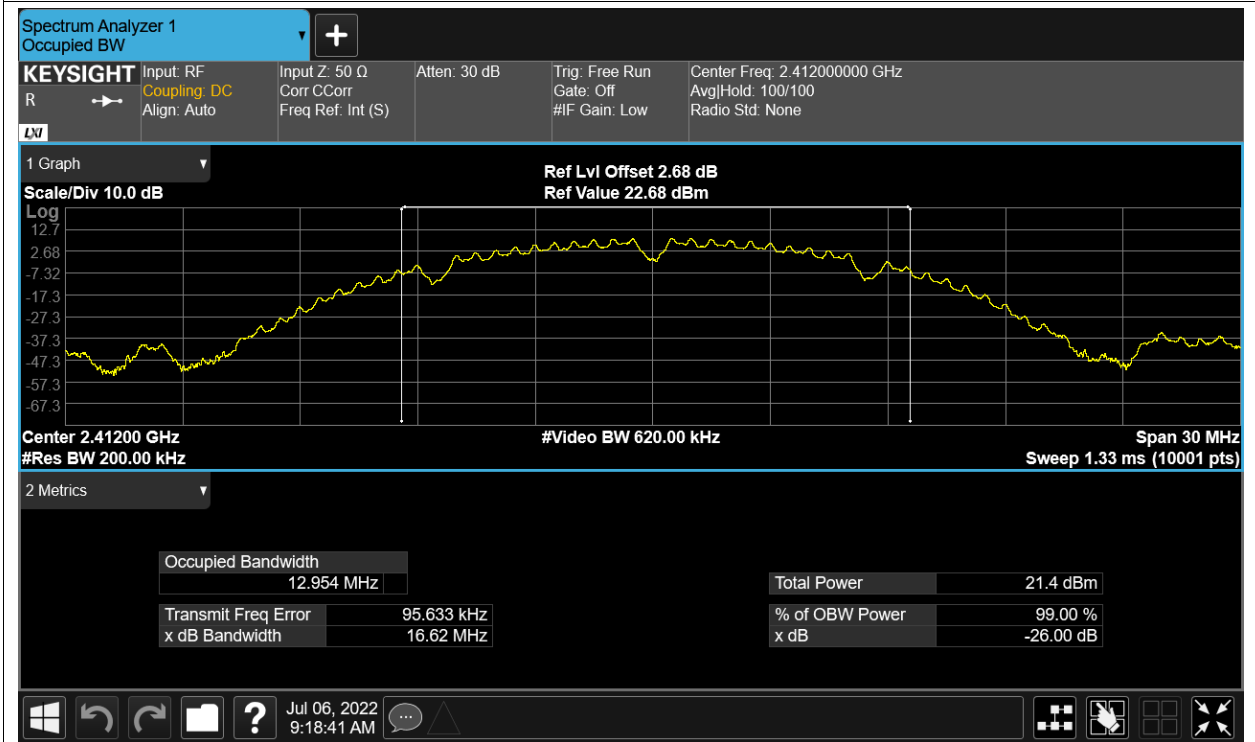 Spectrum Analyzer 1
Occupied BW
KEYSIGHT
R
LXI
Input: RF
Coupling: DC
Align: Auto
Input Z: 50 Ω
Corr CCorr
Freq Ref: Int (S)
Atten: 30 dB
Trig: Free Run
Gate: Off
#IF Gain: Low
Center Freq: 2.412000000 GHz
Avg|Hold: 100/100
Radio Std: None
1 Graph
Scale/Div 10.0 dB
Ref Lvl Offset 2.68 dB
Ref Value 22.68 dBm
Log
12.7
2.68
-7.32
-17.3
-27.3
-37.3
-47.3
-57.3
-67.3
Center 2.41200 GHz
#Res BW 200.00 kHz
#Video BW 620.00 kHz
Span 30 MHz
Sweep 1.33 ms (10001 pts)
2 Metrics
Occupied Bandwidth
12.954 MHz
Transmit Freq Error 95.633 kHz
x dB Bandwidth 16.62 MHz
Total Power 21.4 dBm
% of OBW Power 99.00 %
x dB -26.00 dB
?
Jul 06, 2022
9:18:41 AM